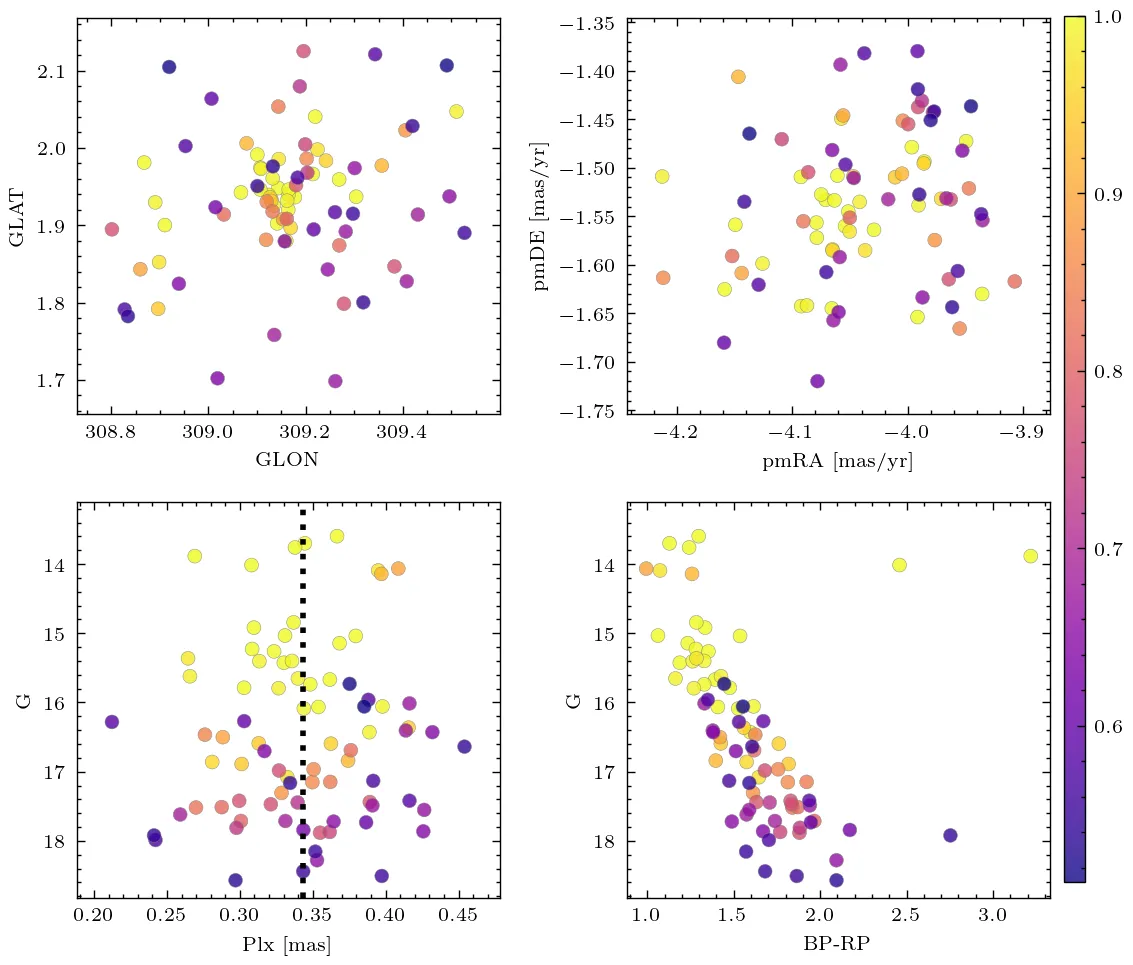 2.1
2.0
1.9
1.8
1.7
GLAT
308.8 309.0 309.2 309.4
GLON
−1.35
−1.40
−1.45
−1.50
−1.55
−1.60
−1.65
−1.70
−1.75
pmDE [mas/yr]
−4.2 −4.1 −4.0 −3.9
pmRA [mas/yr]
1.0
0.9
0.8
0.7
0.6
14
15
16
17
18
G
0.20 0.25 0.30 0.35 0.40 0.45
Plx [mas]
14
15
16
17
18
G
1.0 1.5 2.0 2.5 3.0
BP-RP